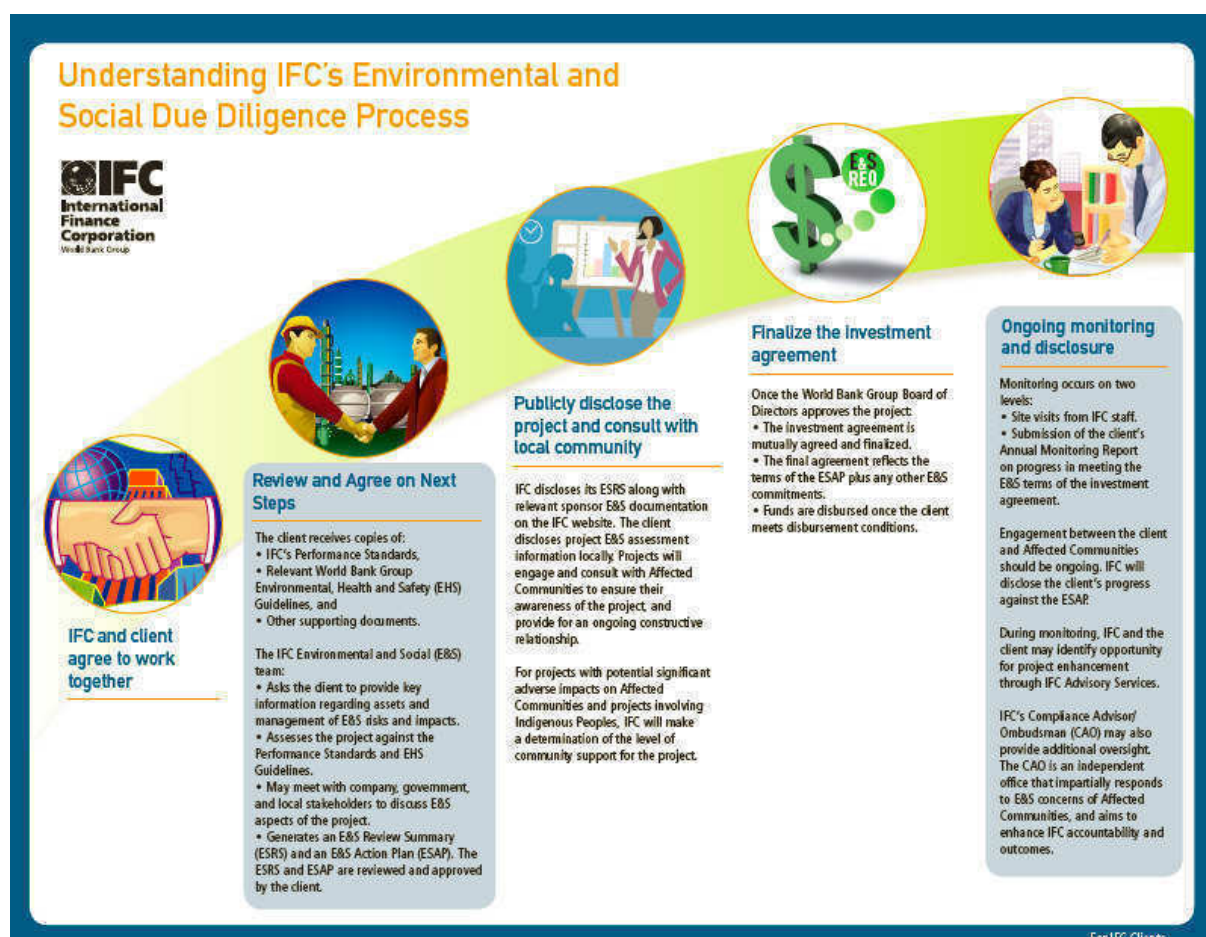 Understanding IFC's Environmental and
Social Due Diligence Process
IFC
International
Finance
Corporation
World Bank Group
IFC and client
agree to work
together
Review and Agree on Next
Steps
The client receives copies of:
• IFC's Performance Standards,
• Relevant World Bank Group
Environmental, Health and Safety (EHS)
Guidelines, and
• Other supporting documents.
The IFC Environmental and Social (E&S)
team:
• Asks the client to provide key
information regarding assets and
management of E&S risks and impacts.
• Assesses the project against the
Performance Standards and EHS
Guidelines.
• May meet with company, government,
and local stakeholders to discuss E&S
aspects of the project.
• Generates an E&S Review Summary
(ESRS) and an E&S Action Plan (ESAP). The
ESRS and ESAP are reviewed and approved
by the client.
Publicly disclose the
project and consult with
local community
IFC discloses its ESRS along with
relevant sponsor E&S documentation
on the IFC website. The client
discloses project E&S assessment
information locally. Projects will
engage and consult with Affected
Communities to ensure their
awareness of the project, and
provide for an ongoing constructive
relationship.
For projects with potential significant
adverse impacts on Affected
Communities and projects involving
Indigenous Peoples, IFC will make
a determination of the level of
community support for the project.
E&S
REQ
Finalize the investment
agreement
Once the World Bank Group Board of
Directors approves the project:
• The investment agreement is
mutually agreed and finalized.
• The final agreement reflects the
terms of the ESAP plus any other E&S
commitments.
• Funds are disbursed once the client
meets disbursement conditions.
Ongoing monitoring
and disclosure
Monitoring occurs on two
levels:
• Site visits from IFC staff.
• Submission of the client's
Annual Monitoring Report
on progress in meeting the
E&S terms of the investment
agreement.
Engagement between the client
and Affected Communities
should be ongoing. IFC will
disclose the client's progress
against the ESAP.
During monitoring, IFC and the
client may identify opportunity
for project enhancement
through IFC Advisory Services.
IFC's Compliance Advisor/
Ombudsman (CAO) may also
provide additional oversight.
The CAO is an independent
office that impartially responds
to E&S concerns of Affected
Communities, and aims to
enhance IFC accountability and
outcomes.
For IFC Clients